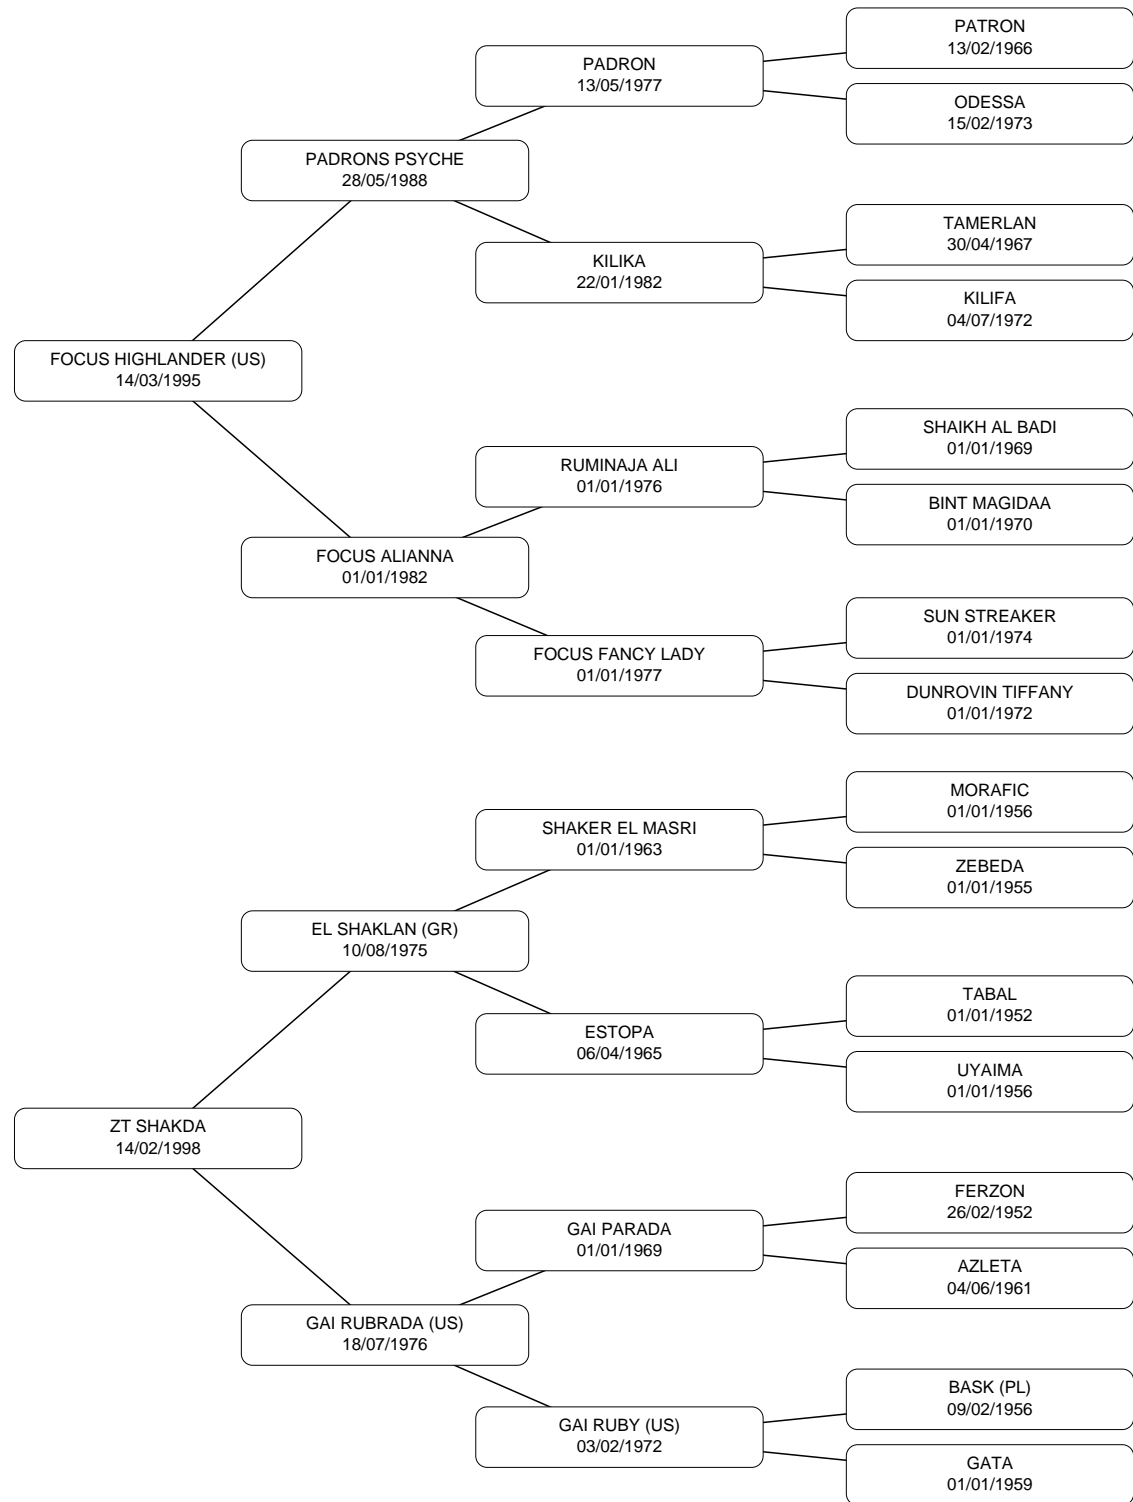 PATRON
13/02/1966
PADRON
13/05/1977
ODESSA
15/02/1973
PADRONS PSYCHE
28/05/1988
TAMERLAN
30/04/1967
KILIKA
22/01/1982
KILIFA
04/07/1972
FOCUS HIGHLANDER (US)
14/03/1995
SHAIKH AL BADI
01/01/1969
RUMINAJA ALI
01/01/1976
BINT MAGIDAA
01/01/1970
FOCUS ALIANNA
01/01/1982
SUN STREAKER
01/01/1974
FOCUS FANCY LADY
01/01/1977
DUNROVIN TIFFANY
01/01/1972
MORAFIC
01/01/1956
SHAKER EL MASRI
01/01/1963
ZEBEDA
01/01/1955
EL SHAKLAN (GR)
10/08/1975
TABAL
01/01/1952
ESTOPA
06/04/1965
UYAIMA
01/01/1956
ZT SHAKDA
14/02/1998
FERZON
26/02/1952
GAI PARADA
01/01/1969
AZLETA
04/06/1961
GAI RUBRADA (US)
18/07/1976
BASK (PL)
09/02/1956
GAI RUBY (US)
03/02/1972
GATA
01/01/1959